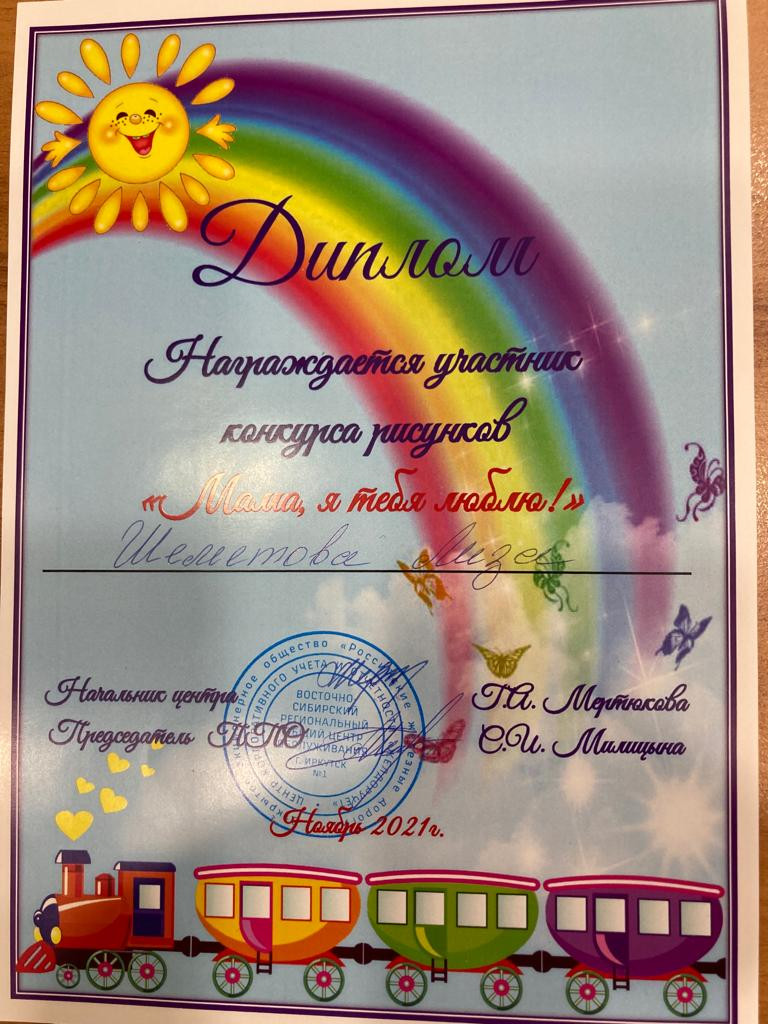 Диплом
Награждается участник
конкурса рисунков
«Мама, я тебя люблю!»
Шеметова Лиза
Начальник центра Т.А. Мертюкова
Председатель ППО С.И. Милицына
ВОСТОЧНО
СИБИРСКИЙ
РЕГИОНАЛЬНЫЙ
ЦЕНТР
Г. ИРКУТСК
№1
Ноябрь 2021г.